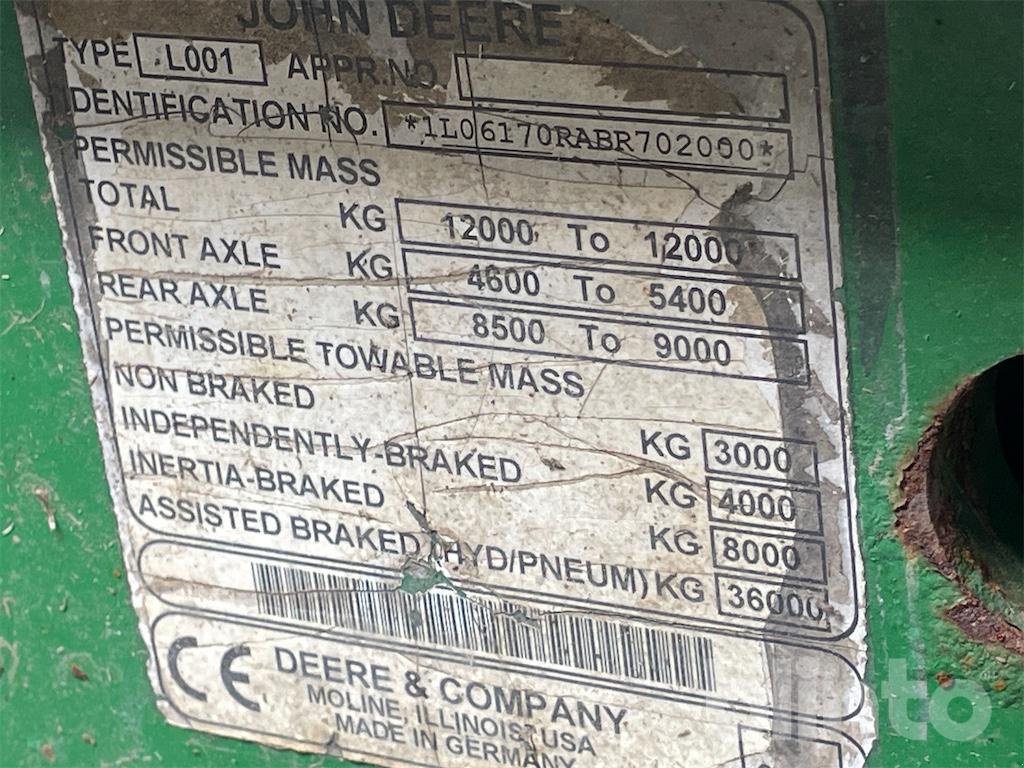 JOHN DEERE
TYPE L001 APPR.NO
IDENTIFICATION NO. *1L06170RABR702000*
PERMISSIBLE MASS
TOTAL KG 12000 To 12000
FRONT AXLE KG 4600 To 5400
REAR AXLE KG 8500 To 9000
PERMISSIBLE TOWABLE MASS
NON BRAKED KG 3000
INDEPENDENTLY-BRAKED KG 4000
INERTIA-BRAKED KG 8000
ASSISTED BRAKED (HYD/PNEUM) KG 36000
CE DEERE & COMPANY
MOLINE, ILLINOIS, USA
MADE IN GERMANY